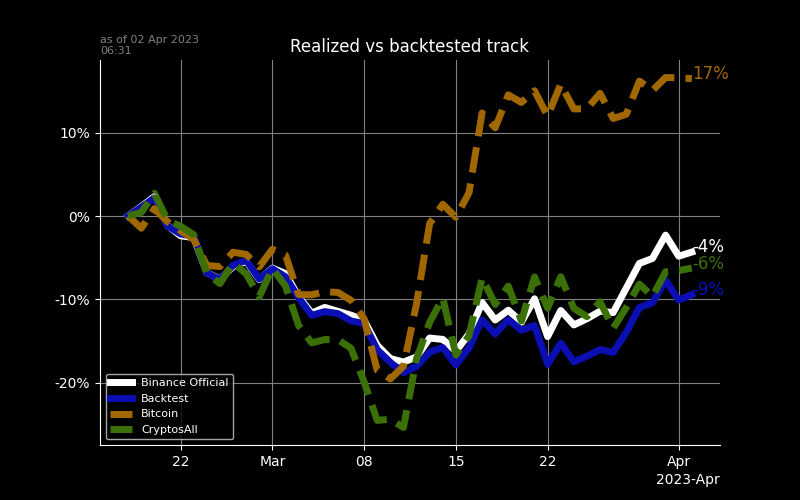 as of 02 Apr 2023
06:31
Realized vs backtested track
17%
10%
0%
-4%
-6%
-9%
-10%
-20%
Binance Official
Backtest
Bitcoin
CryptosAll
22
Mar
08
15
22
Apr
2023-Apr